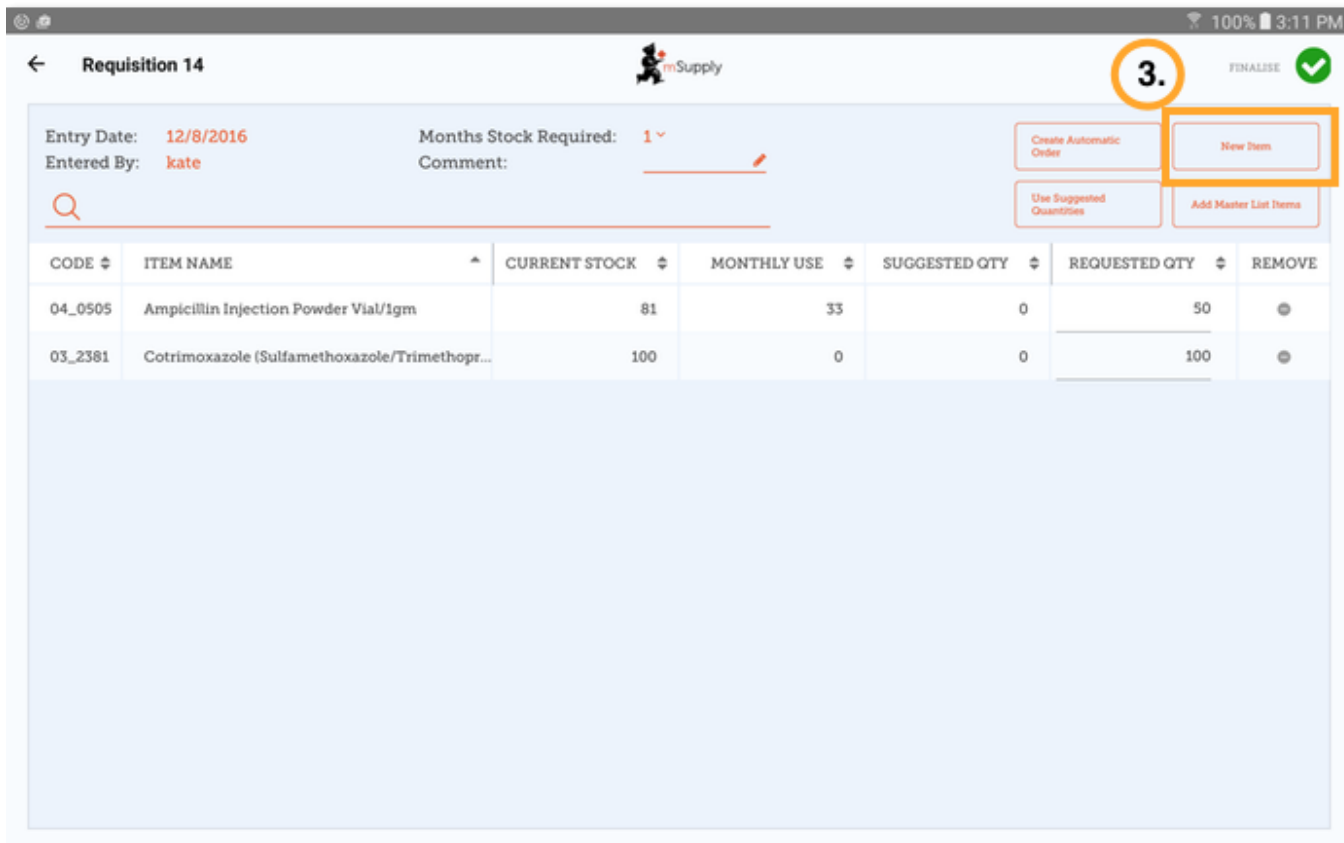 100% 3:11 PM
Requisition 14
mSupply
3.
FINALISE
Entry Date: 12/8/2016
Months Stock Required: 1
Entered By: kate
Comment:
Create Automatic
Order
New Item
Use Suggested
Quantities
Add Master List Items
CODE ITEM NAME CURRENT STOCK MONTHLY USE SUGGESTED QTY REQUESTED QTY REMOVE
04_0505 Ampicillin Injection Powder Vial/1gm 81 33 0 50
03_2381 Cotrimoxazole (Sulfamethoxazole/Trimethopr... 100 0 0 100